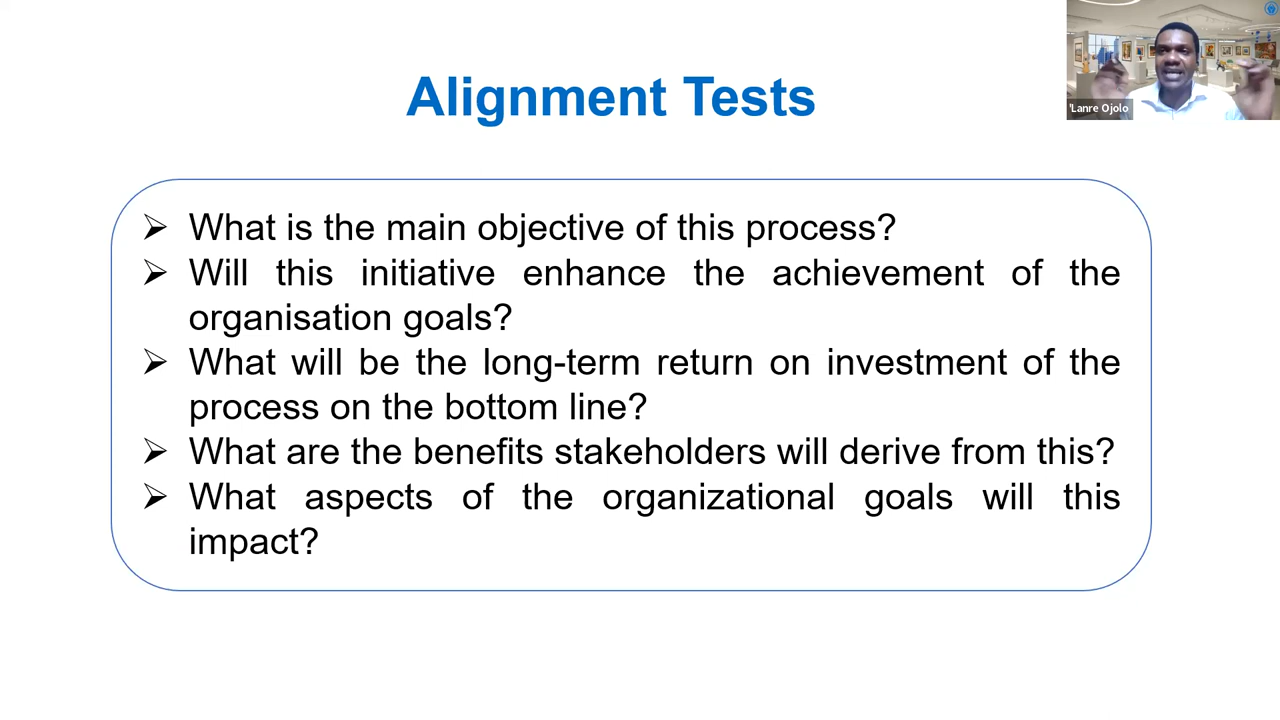 Alignment Tests
'Lanre Ojolo
➢ What is the main objective of this process?
➢ Will this initiative enhance the achievement of the
organisation goals?
➢ What will be the long-term return on investment of the
process on the bottom line?
➢ What are the benefits stakeholders will derive from this?
➢ What aspects of the organizational goals will this
impact?